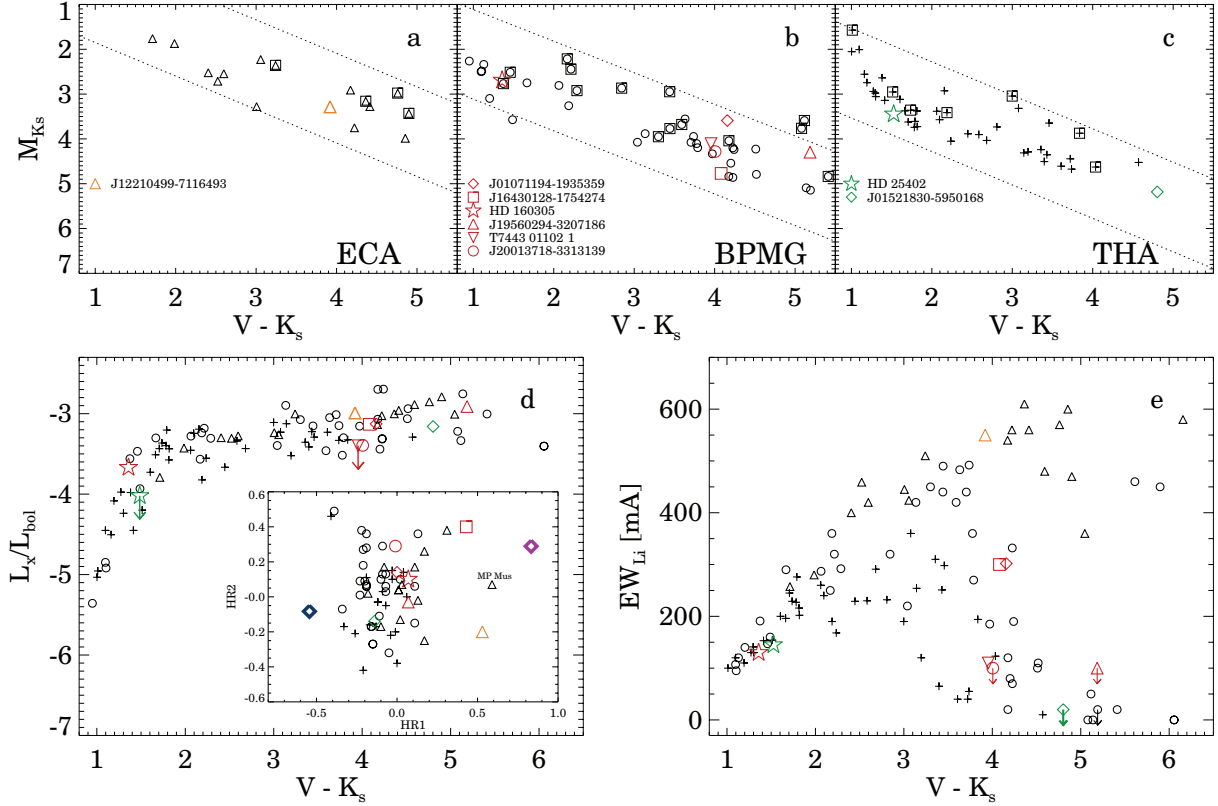 1
2
3
4
5
6
7
M_Ks
a
b
c
J12210499-7116493
J01071194-1935359
J16430128-1754274
HD 160305
J19560294-3207186
T7443 01102 1
J20013718-3313139
HD 25402
J01521830-5950168
ECA
BPMG
THA
1 2 3 4 5
1 2 3 4 5
1 2 3 4 5
V - K_s
V - K_s
V - K_s
-3
-4
-5
-6
-7
L_x/L_bol
d
0.6
0.4
0.2
-0.0
-0.2
-0.4
-0.6
HR2
MP Mus
-0.5 0.0 0.5 1.0
HR1
1 2 3 4 5 6
V - K_s
600
400
200
0
EW_Li [mA]
e
1 2 3 4 5 6
V - K_s